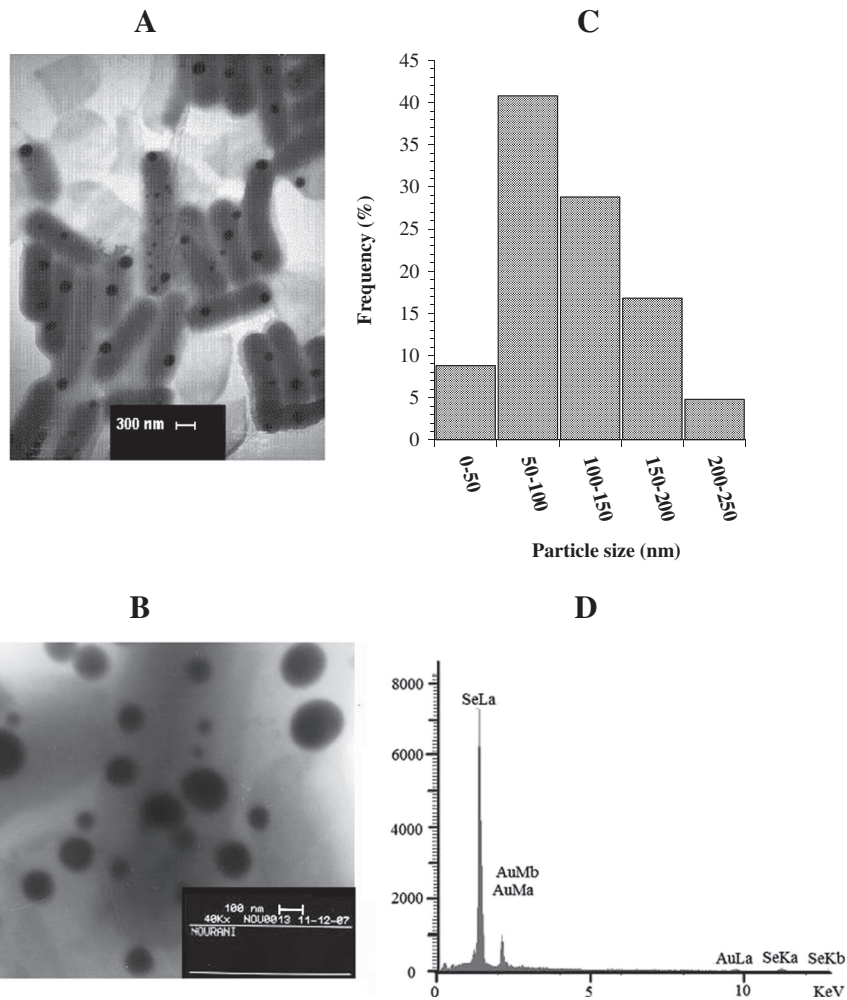 A
300 nm
B
100 nm
40Kx NOU0013 11-12-07
NOURANI
C
45
40
35
30
25
20
15
10
5
0
Frequency (%)
0-50
50-100
100-150
150-200
200-250
Particle size (nm)
D
8000
6000
4000
2000
0
SeLa
AuMb
AuMa
AuLa SeKa SeKb
0 5 10 KeV